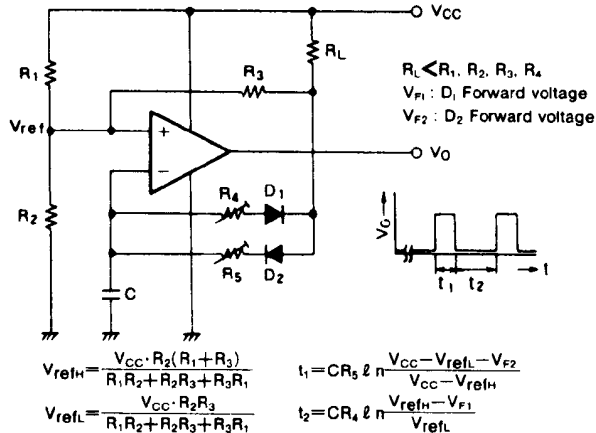 VCC
R1
R3
RL
RL<R1, R2, R3, R4
VF1 : D1 Forward voltage
VF2 : D2 Forward voltage
Vref
+
−
VO
R2
R4
D1
R5
D2
C
VO
t
t1
t2
VrefH = VCC · R2(R1+R3) / R1R2+R2R3+R3R1
t1 = CR5 ℓn VCC−VrefL−VF2 / VCC−VrefH
VrefL = VCC · R2R3 / R1R2+R2R3+R3R1
t2 = CR4 ℓn VrefH−VF1 / VrefL